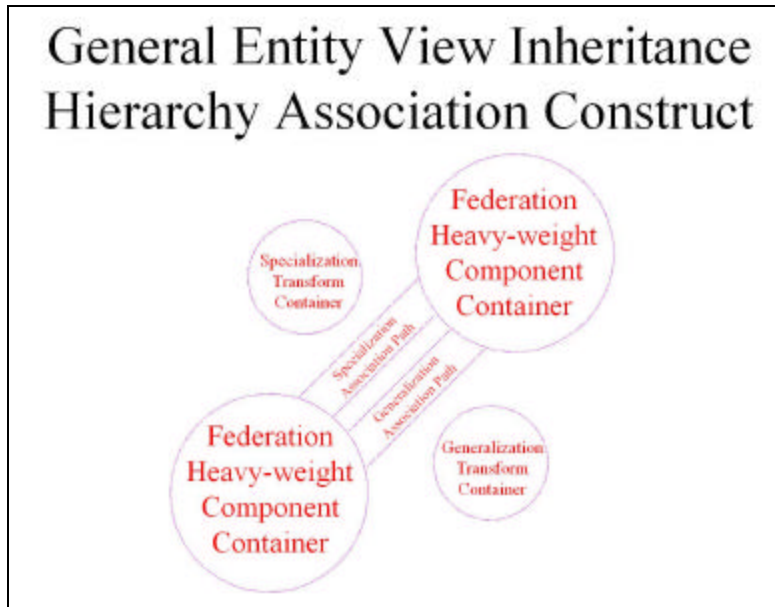 General Entity View Inheritance
Hierarchy Association Construct
Federation
Heavy-weight
Component
Container
Specialization
Transform
Container
Specialization
Association Path
Generalization
Association Path
Federation
Heavy-weight
Component
Container
Generalization
Transform
Container